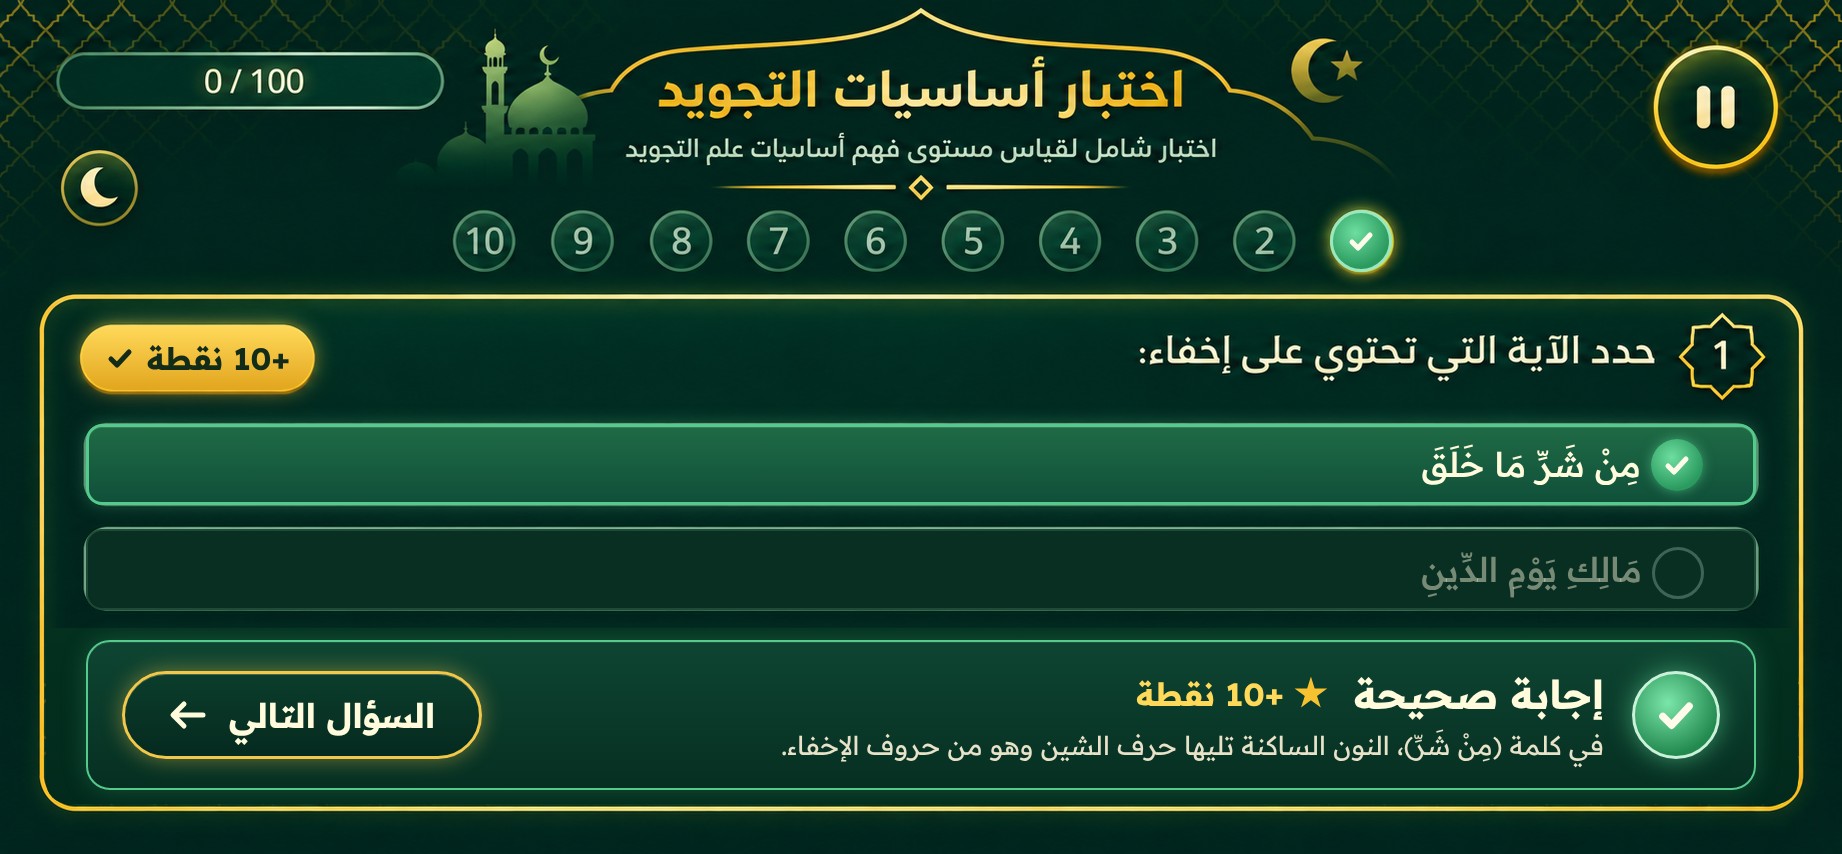 اختبار أساسيات التجويد
0 / 100
اختبار شامل لقياس مستوى فهم أساسيات علم التجويد
2 3 4 5 6 7 8 9 10
1 حدد الآية التي تحتوي على إخفاء:
+10 نقطة
مِنْ شَرِّ مَا خَلَقَ
مَالِكِ يَوْمِ الدِّينِ
إجابة صحيحة +10 نقطة
في كلمة (مِنْ شَرِّ)، النون الساكنة تليها حرف الشين وهو من حروف الإخفاء.
السؤال التالي